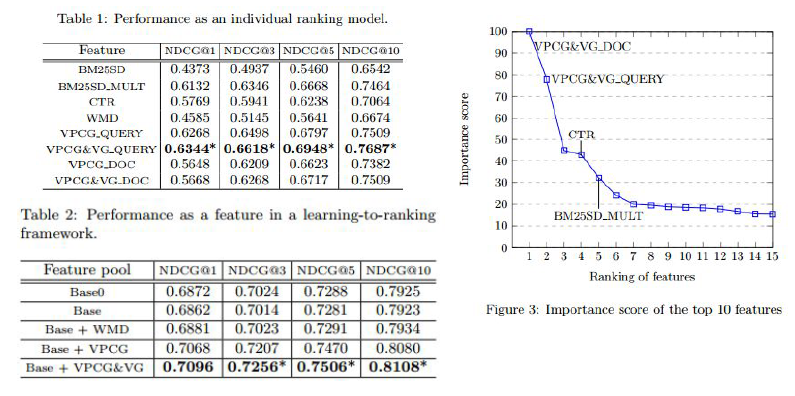 Table 1: Performance as an individual ranking model.
Feature NDCG@1 NDCG@3 NDCG@5 NDCG@10
BM25SD 0.4373 0.4937 0.5460 0.6542
BM25SD_MULT 0.6132 0.6346 0.6668 0.7464
CTR 0.5769 0.5941 0.6238 0.7064
WMD 0.4585 0.5145 0.5641 0.6674
VPCG_QUERY 0.6268 0.6498 0.6797 0.7509
VPCG&VG_QUERY 0.6344* 0.6618* 0.6948* 0.7687*
VPCG_DOC 0.5648 0.6209 0.6623 0.7382
VPCG&VG_DOC 0.5668 0.6268 0.6717 0.7509
Table 2: Performance as a feature in a learning-to-ranking
framework.
Feature pool NDCG@1 NDCG@3 NDCG@5 NDCG@10
Base0 0.6872 0.7024 0.7288 0.7925
Base 0.6862 0.7014 0.7281 0.7923
Base + WMD 0.6881 0.7023 0.7291 0.7934
Base + VPCG 0.7068 0.7207 0.7470 0.8080
Base + VPCG&VG 0.7096 0.7256* 0.7506* 0.8108*
Importance score
100
90
80
70
60
50
40
30
20
10
0
VPCG&VG_DOC
VPCG&VG_QUERY
CTR
BM25SD_MULT
1 2 3 4 5 6 7 8 9 10 11 12 13 14 15
Ranking of features
Figure 3: Importance score of the top 10 features